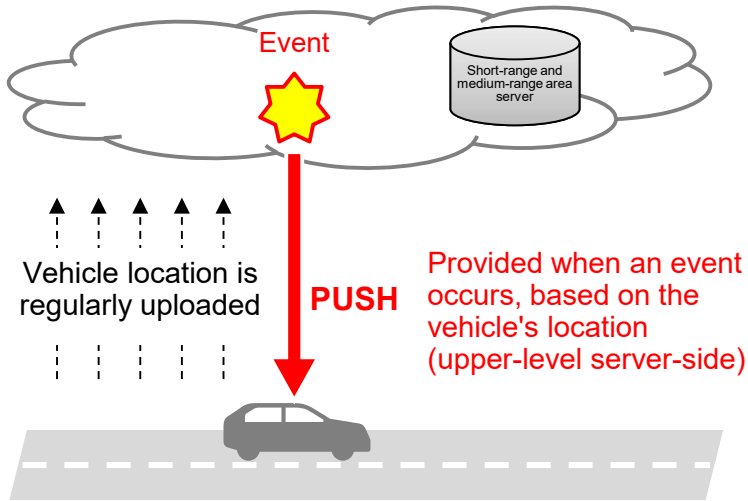 Event
Short-range and
medium-range area
server
Vehicle location is
regularly uploaded
PUSH
Provided when an event
occurs, based on the
vehicle's location
(upper-level server-side)